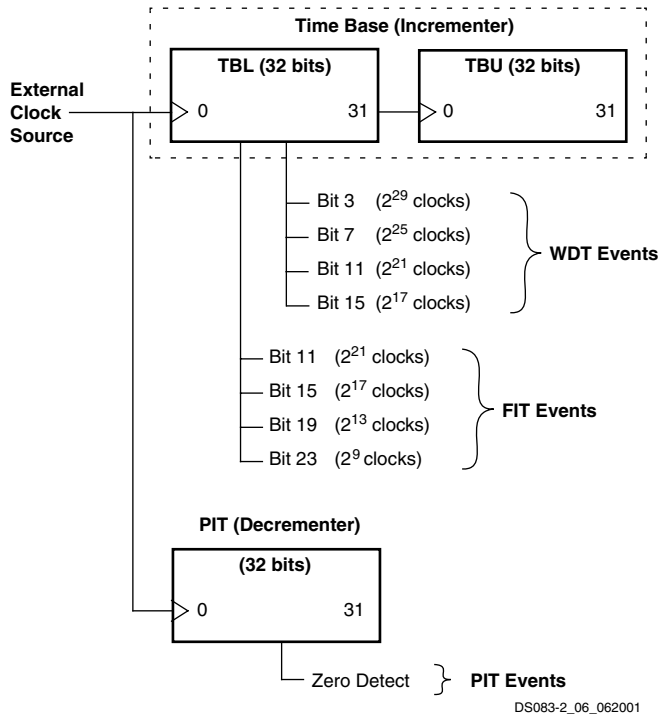 Time Base (Incrementer)
TBL (32 bits)
TBU (32 bits)
External
Clock
Source
0 31
0 31
Bit 3 (2^29 clocks)
Bit 7 (2^25 clocks)
Bit 11 (2^21 clocks)
Bit 15 (2^17 clocks)
WDT Events
Bit 11 (2^21 clocks)
Bit 15 (2^17 clocks)
Bit 19 (2^13 clocks)
Bit 23 (2^9 clocks)
FIT Events
PIT (Decrementer)
(32 bits)
0 31
Zero Detect
PIT Events
DS083-2_06_062001